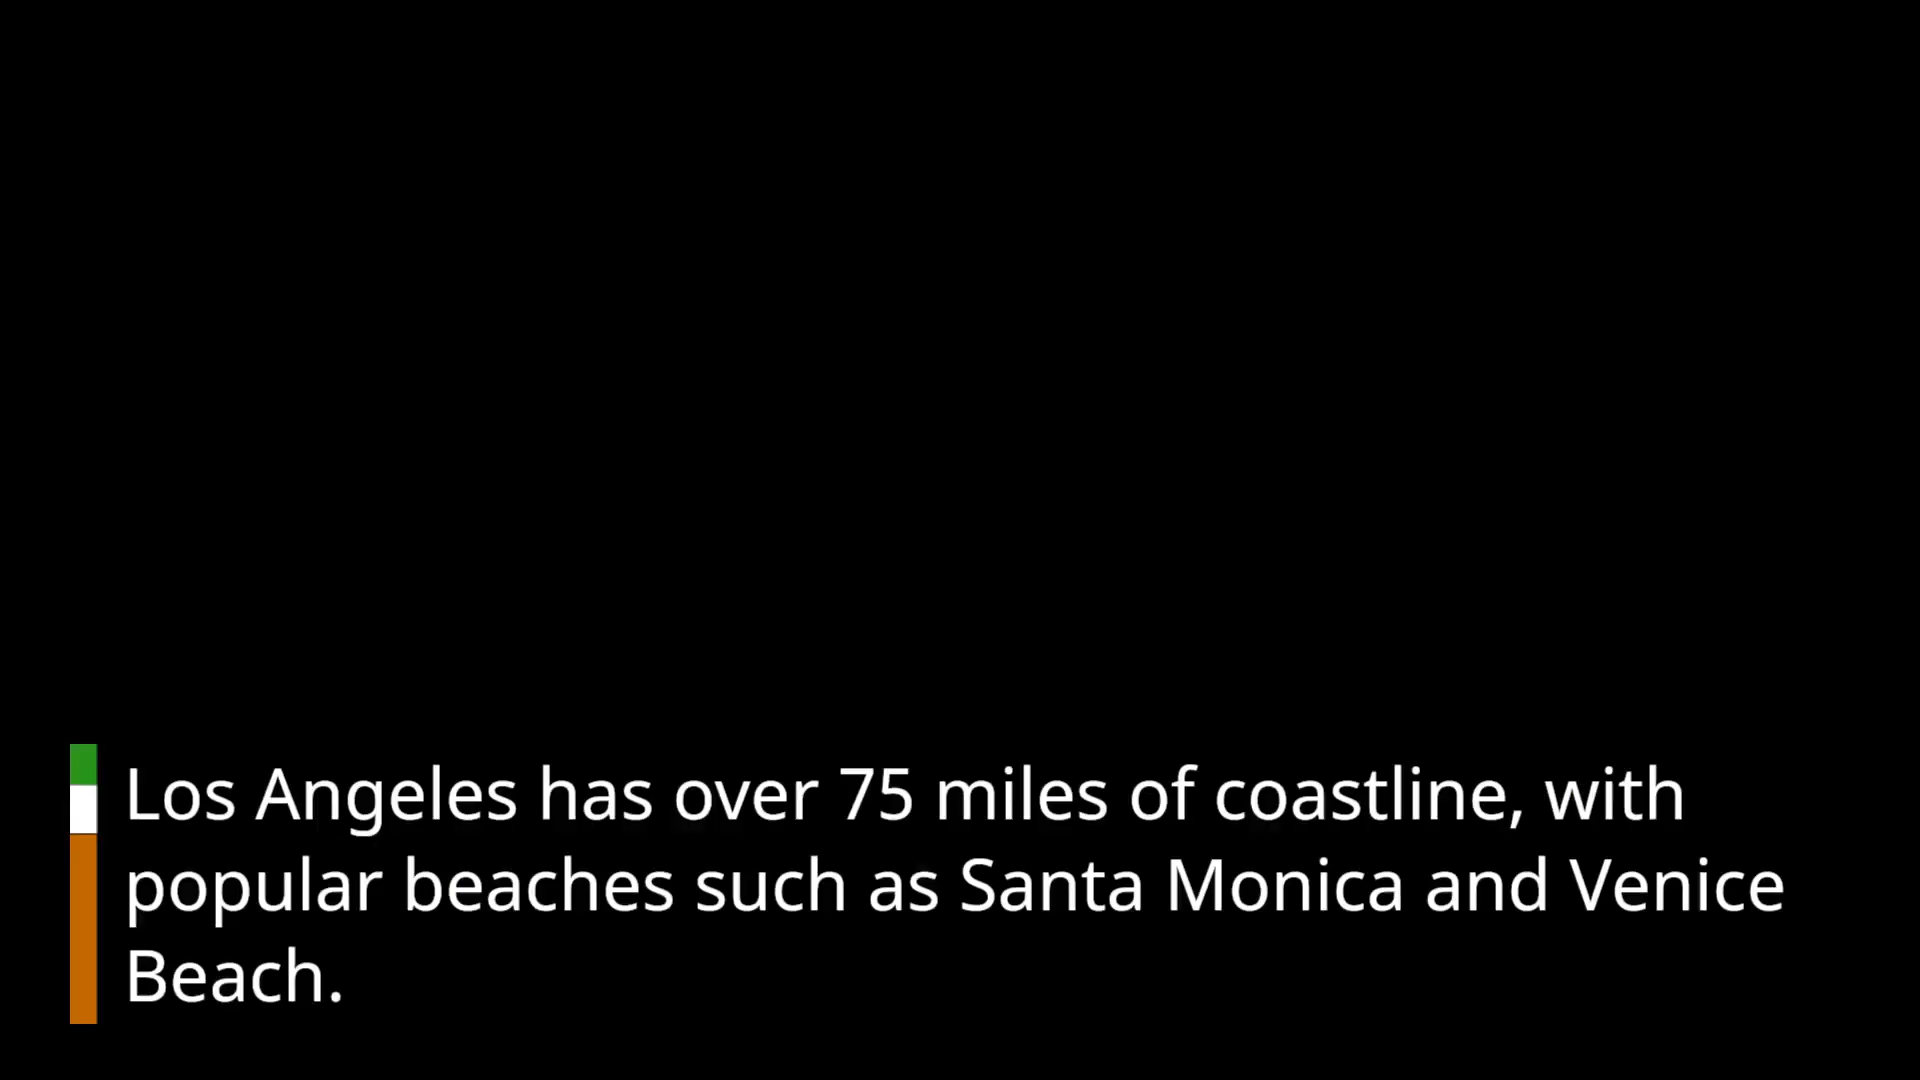 Los Angeles has over 75 miles of coastline, with
popular beaches such as Santa Monica and Venice
Beach.